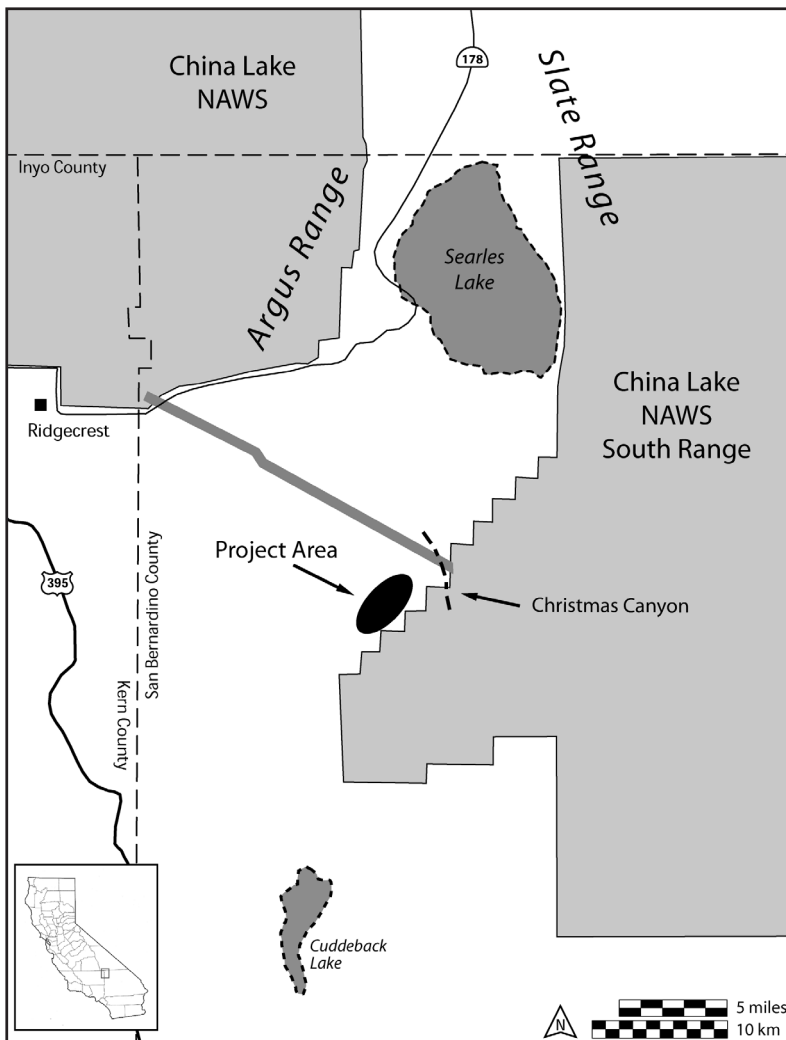 China Lake
NAWS
178
Slate Range
Inyo County
Argus Range
Searles
Lake
China Lake
NAWS
South Range
Ridgecrest
Project Area
395
San Bernardino County
Kern County
Christmas Canyon
Cuddeback
Lake
N
5 miles
10 km